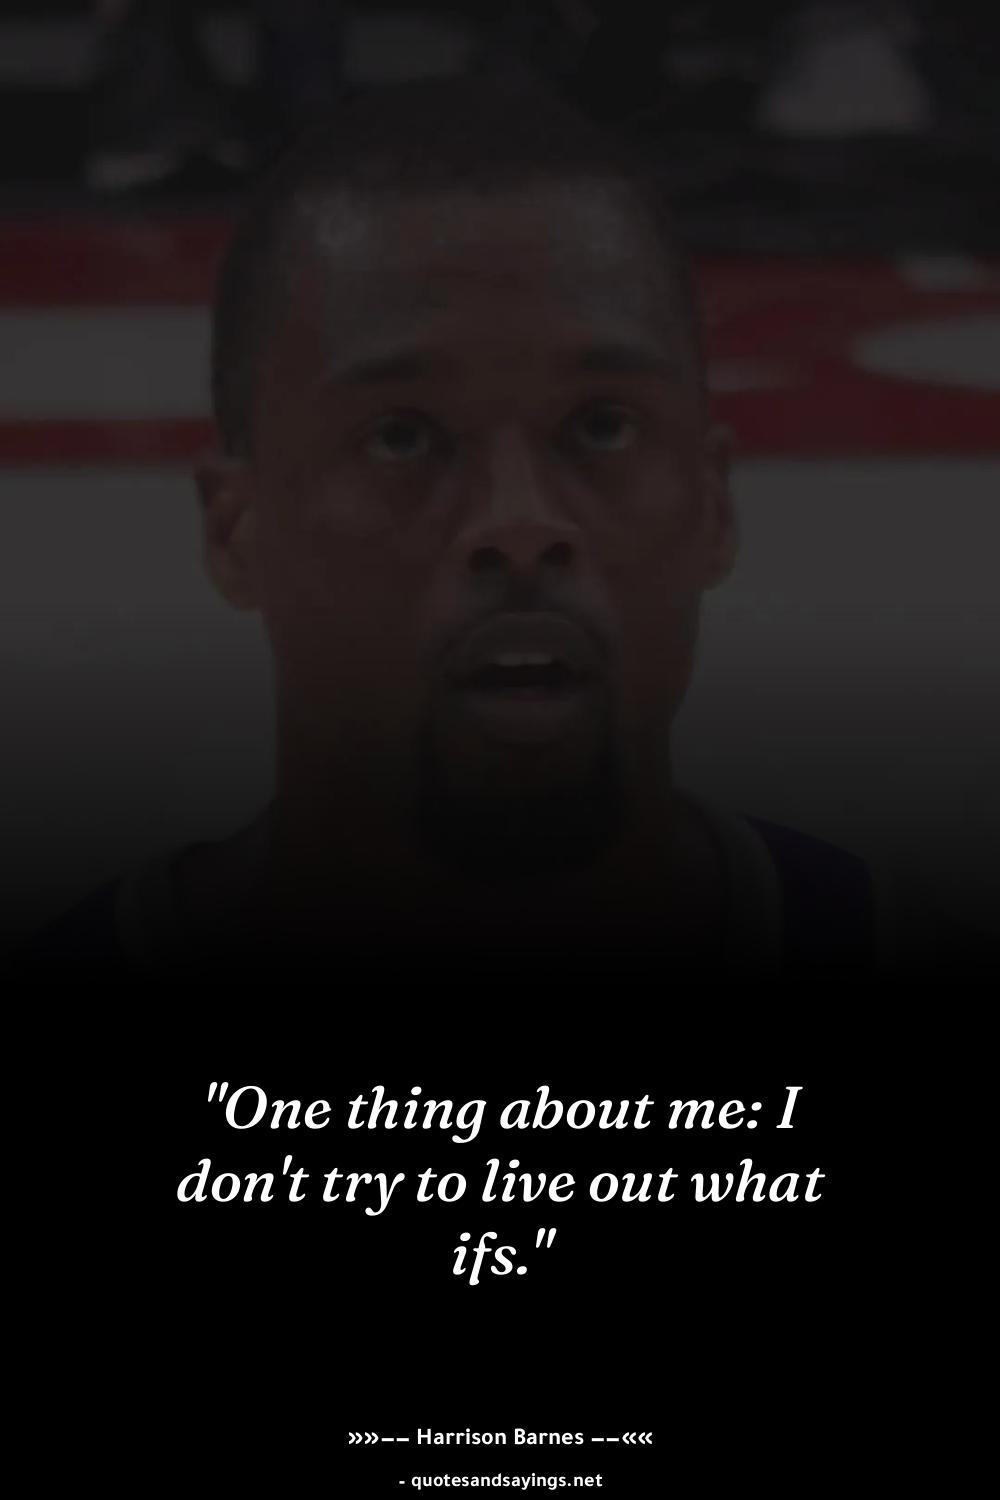 "One thing about me: I
don't try to live out what
ifs."
»»−− Harrison Barnes −−««
- quotesandsayings.net